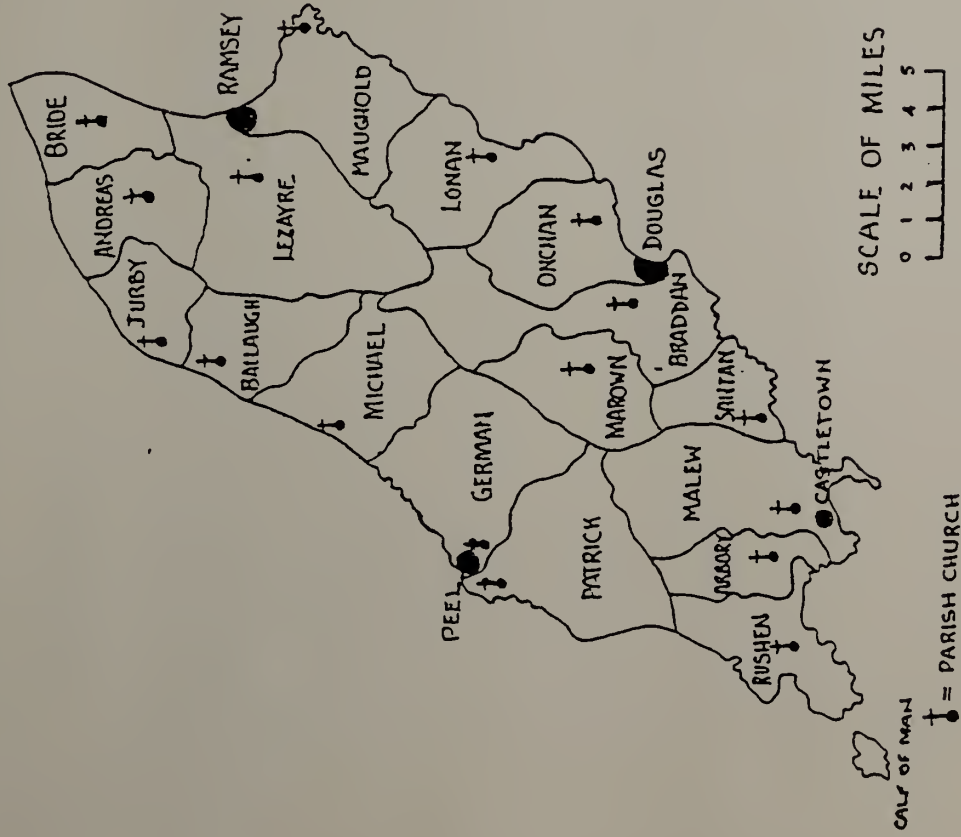 BRIDE
RAMSEY
ANDREAS
JURBY
LEZAYRE
MAUGHOLD
BALLAUGH
LONAN
MICHAEL
ONCHAN
DOUGLAS
GERMAN
BRADDAN
MAROWN
PEEL
SANTAN
PATRICK
MALEW
CASTLETOWN
ARBORY
RUSHEN
CALF OF MAN
SCALE OF MILES
0 1 2 3 4 5
= PARISH CHURCH